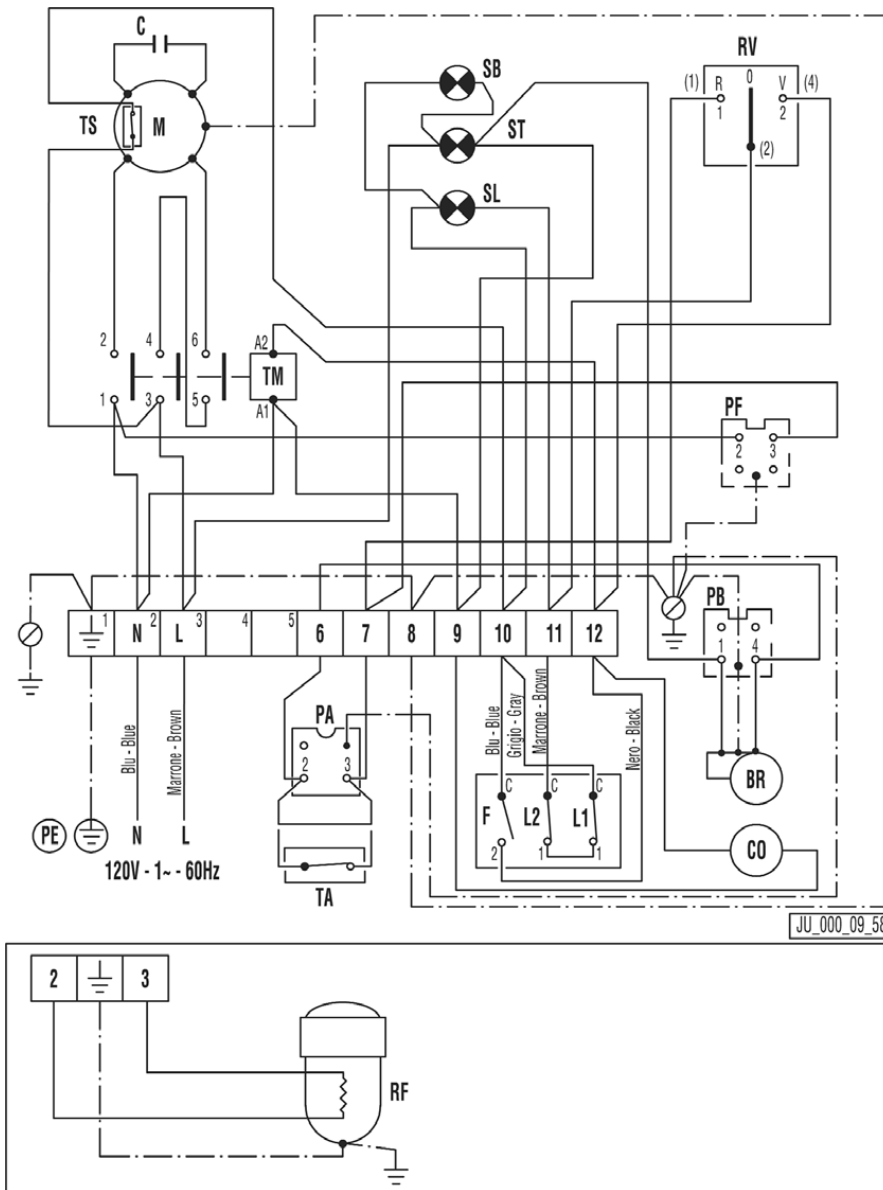 C
TS M
SB
ST
SL
RV
(1) R 0 V (4)
1 2
(2)
2 4 6 A2
TM
1 3 5 A1
PF
2 3
PB
1 4
1 N 2 L 3 4 5 6 7 8 9 10 11 12
Blu - Blue
Marrone - Brown
PA
2 3
TA
Blu - Blue
Grigio - Gray
Marrone - Brown
Nero - Black
C C C
F L2 L1
2 1 1
BR
CO
PE N L
120V - 1~ - 60Hz
JU_000_09_58
2 3
RF